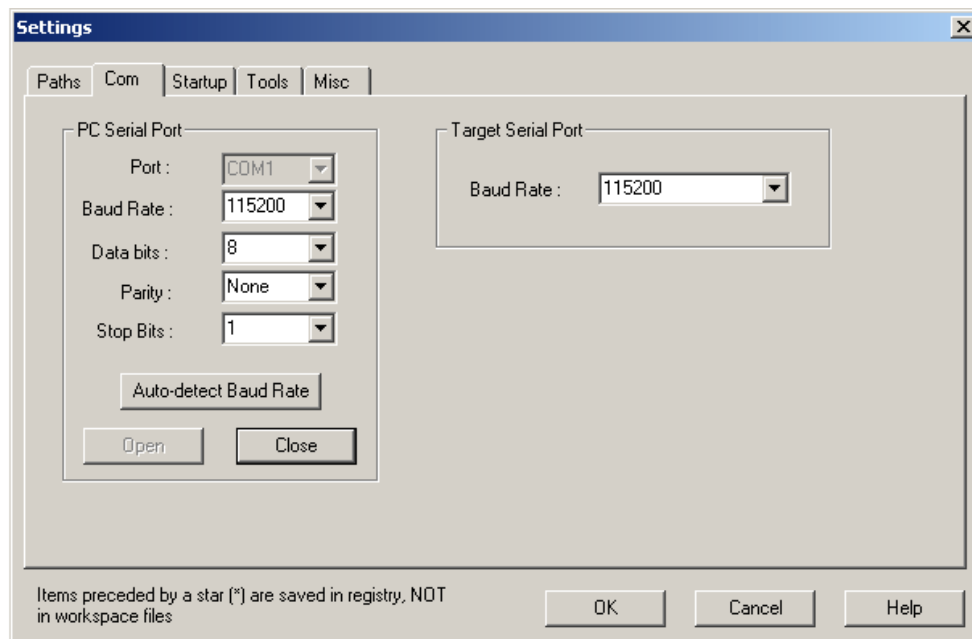 Settings
Paths Com Startup Tools Misc
PC Serial Port
Port : COM1
Baud Rate : 115200
Data bits : 8
Parity : None
Stop Bits : 1
Auto-detect Baud Rate
Open Close
Target Serial Port
Baud Rate : 115200
Items preceded by a star (*) are saved in registry, NOT
in workspace files
OK Cancel Help